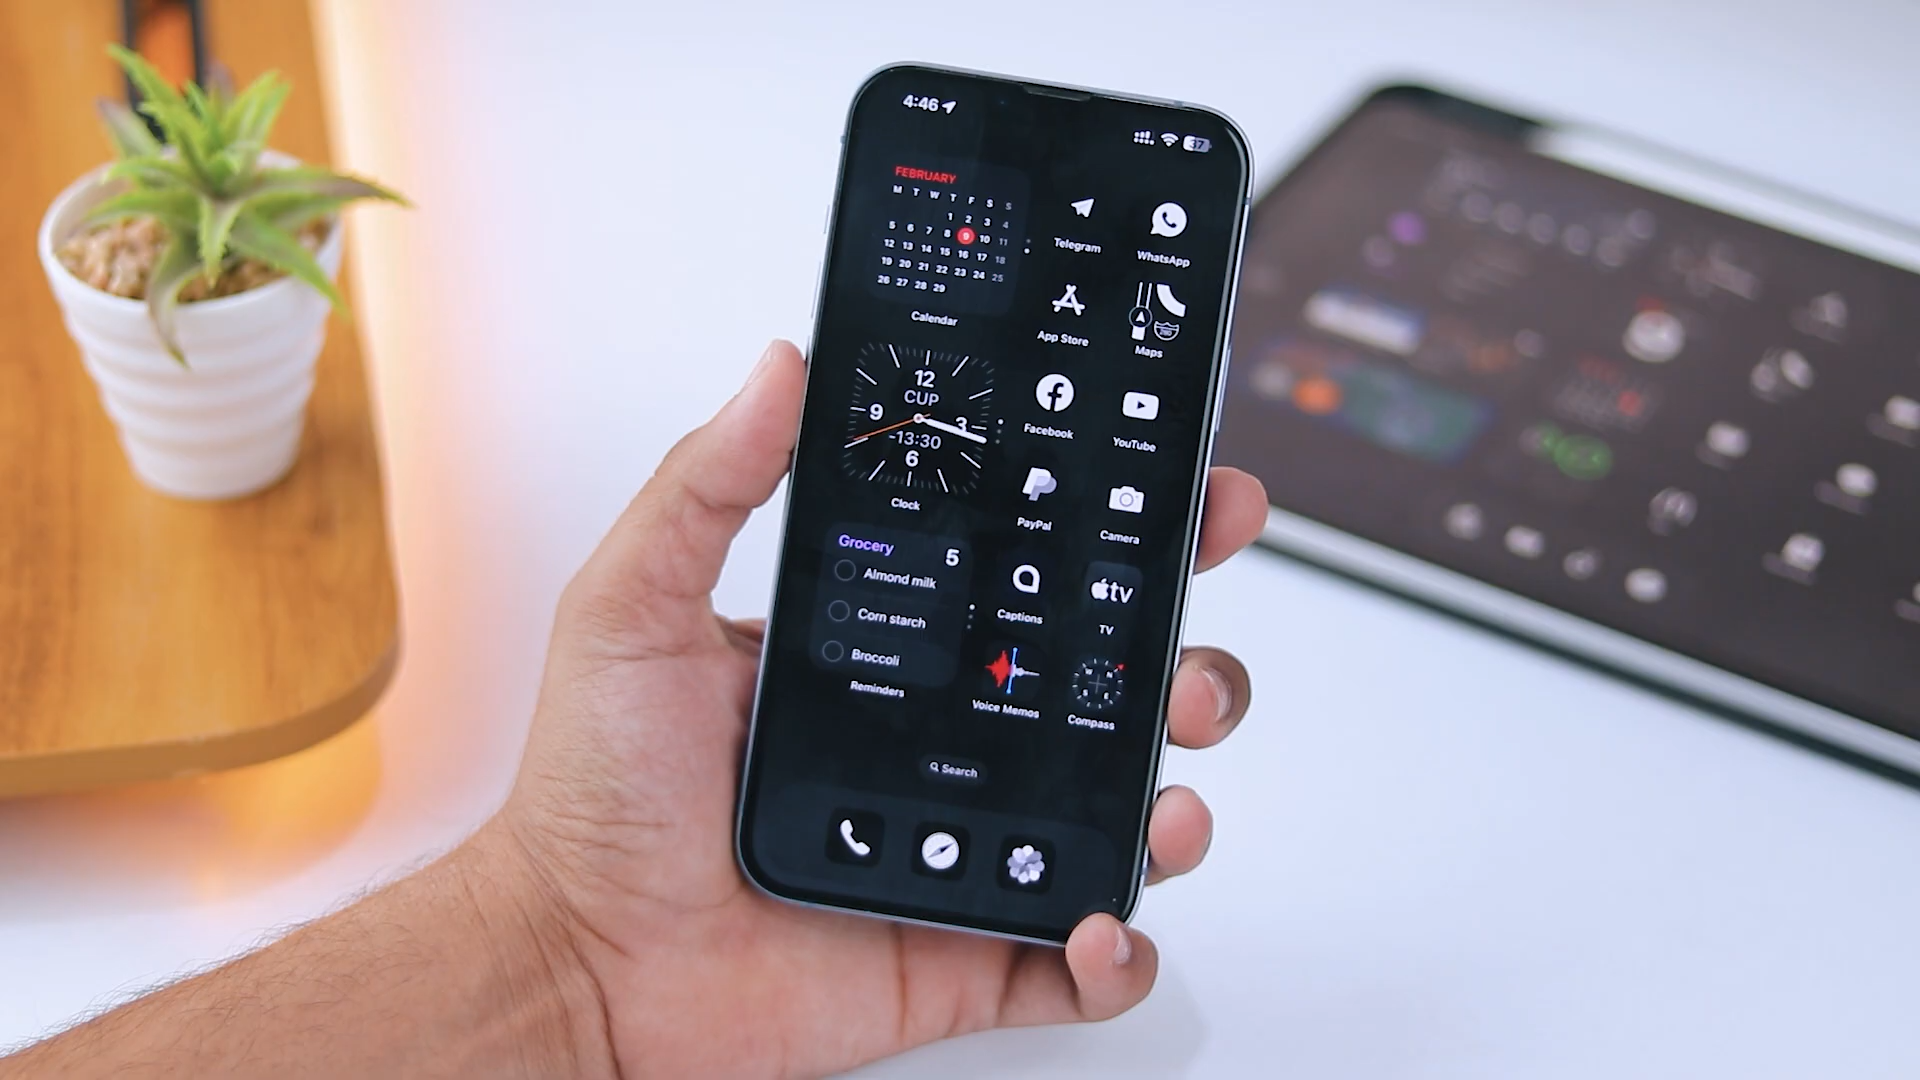 4:46
37
FEBRUARY
M T W T F S S
1 2 3 4
5 6 7 8 9 10 11
12 13 14 15 16 17 18
19 20 21 22 23 24 25
26 27 28 29
Calendar
Telegram
WhatsApp
App Store
280
Maps
12
CUP
9
3
-13:30
6
Clock
Facebook
YouTube
PayPal
Camera
Grocery
5
Almond milk
Corn starch
Broccoli
Reminders
Captions
tv
TV
Voice Memos
W N
S E
Compass
Search